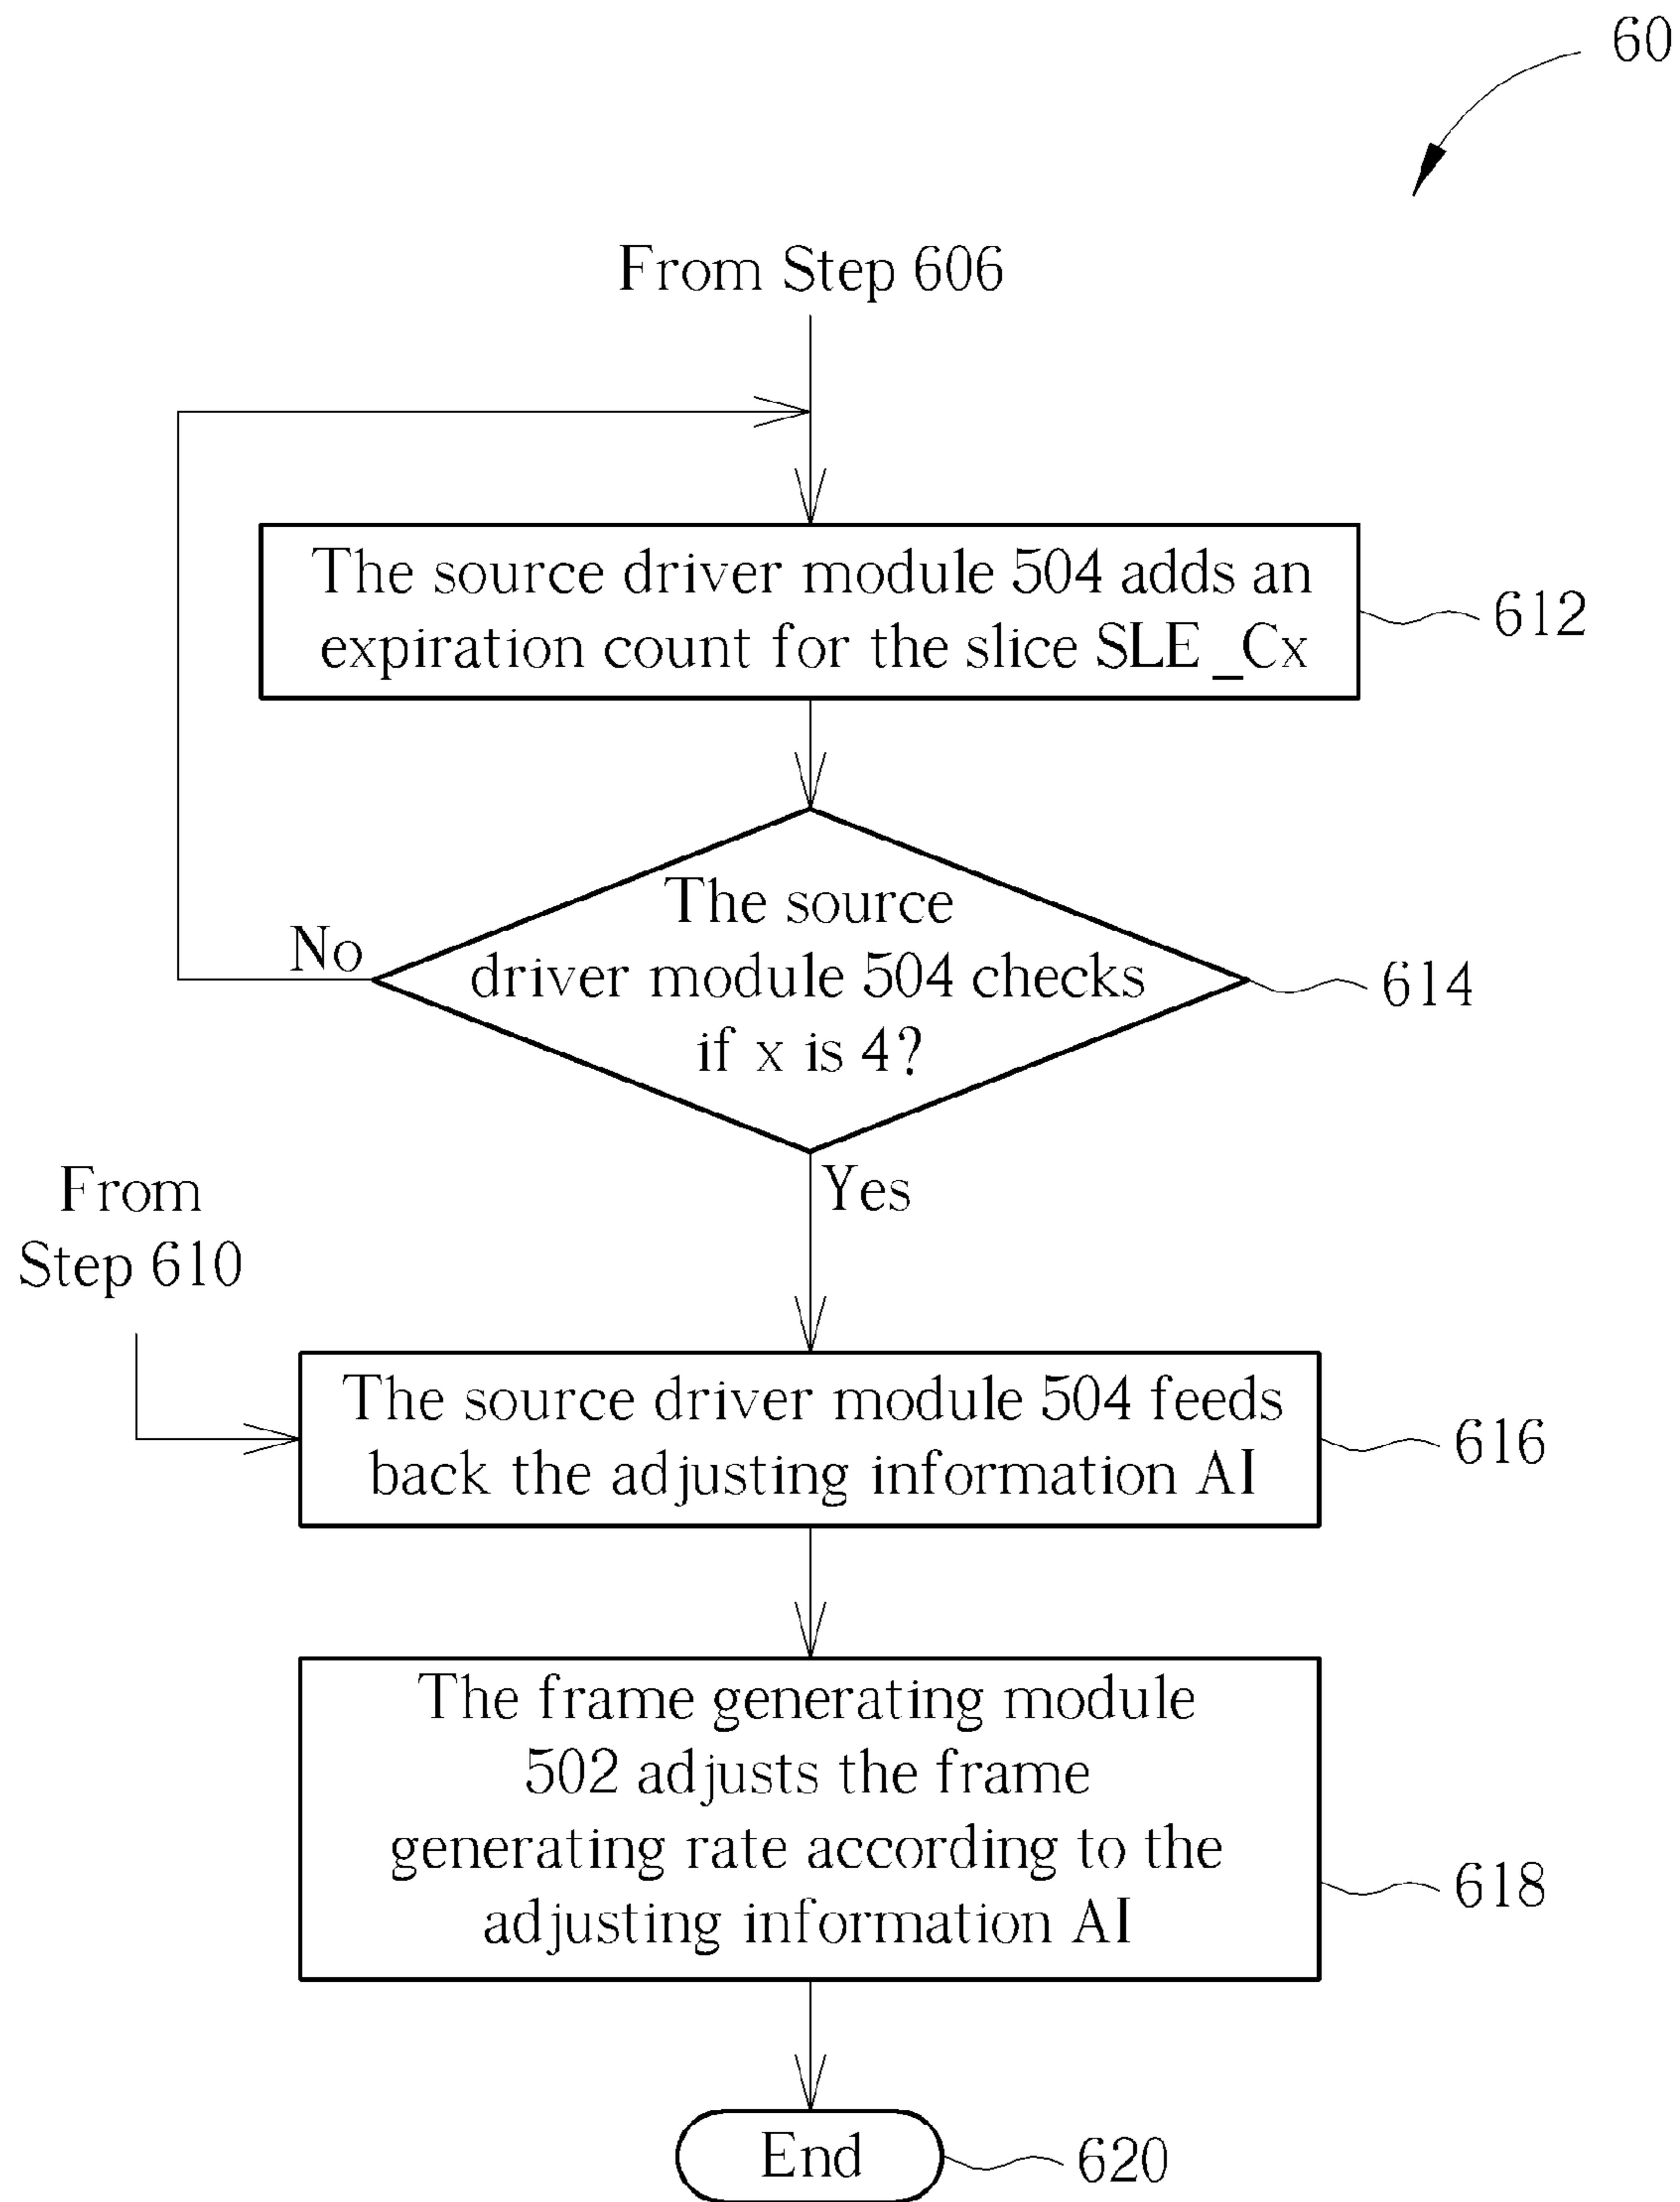 60
From Step 606
The source driver module 504 adds an
expiration count for the slice SLE_Cx
612
The source
driver module 504 checks
if x is 4?
No
614
Yes
From
Step 610
The source driver module 504 feeds
back the adjusting information AI
616
The frame generating module
502 adjusts the frame
generating rate according to the
adjusting information AI
618
End
620